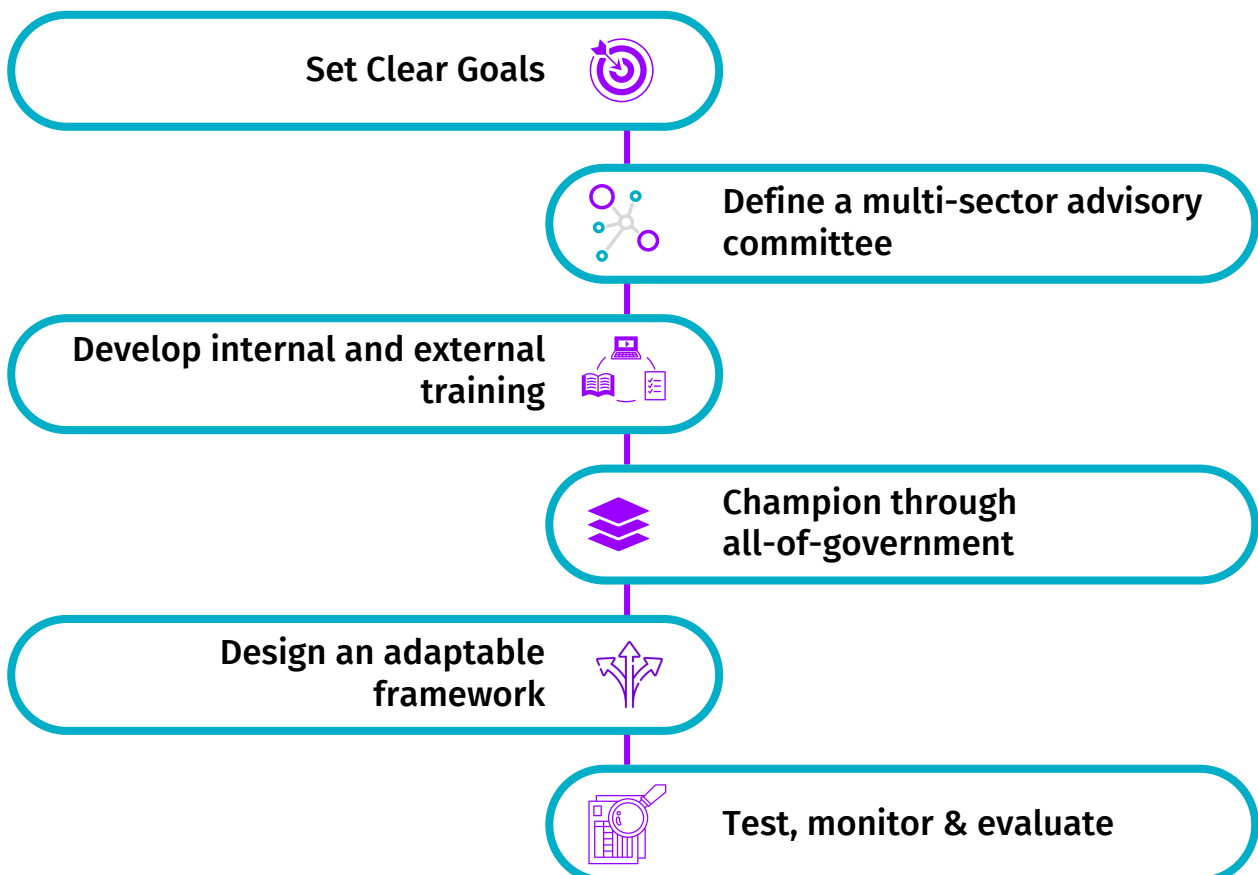 Set Clear Goals
Define a multi-sector advisory
committee
Develop internal and external
training
Champion through
all-of-government
Design an adaptable
framework
Test, monitor & evaluate